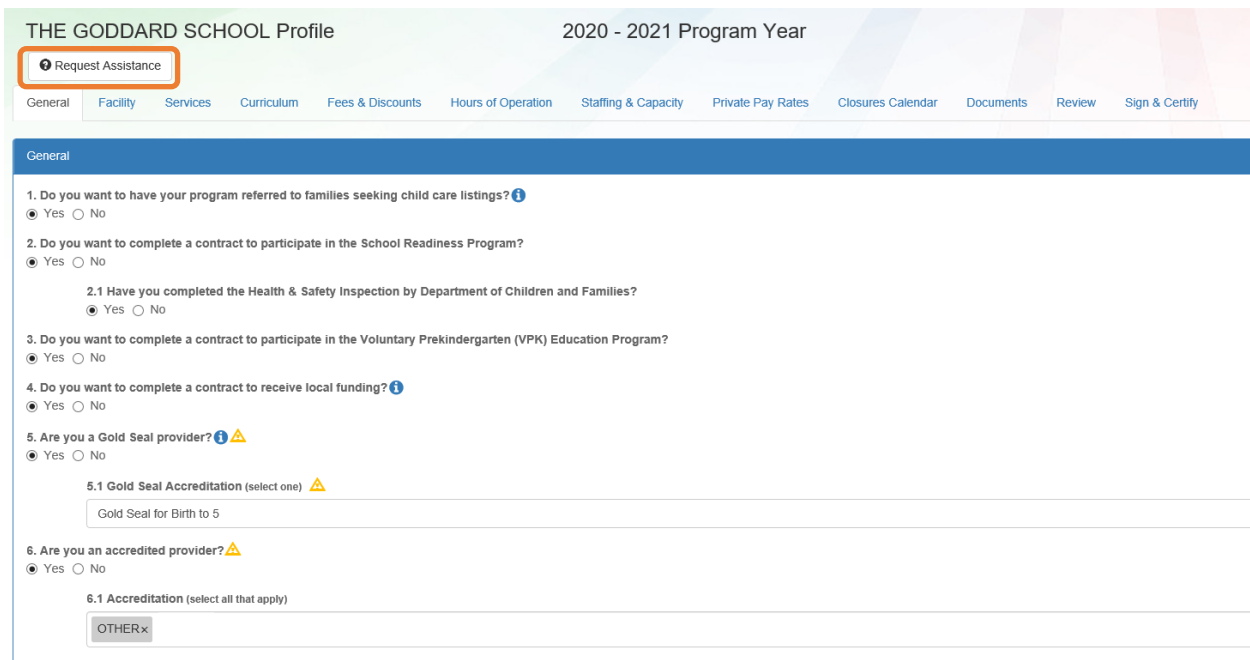 THE GODDARD SCHOOL Profile 2020 - 2021 Program Year
Request Assistance
General Facility Services Curriculum Fees & Discounts Hours of Operation Staffing & Capacity Private Pay Rates Closures Calendar Documents Review Sign & Certify
General
1. Do you want to have your program referred to families seeking child care listings?
Yes No
2. Do you want to complete a contract to participate in the School Readiness Program?
Yes No
2.1 Have you completed the Health & Safety Inspection by Department of Children and Families?
Yes No
3. Do you want to complete a contract to participate in the Voluntary Prekindergarten (VPK) Education Program?
Yes No
4. Do you want to complete a contract to receive local funding?
Yes No
5. Are you a Gold Seal provider?
Yes No
5.1 Gold Seal Accreditation (select one)
Gold Seal for Birth to 5
6. Are you an accredited provider?
Yes No
6.1 Accreditation (select all that apply)
OTHER×